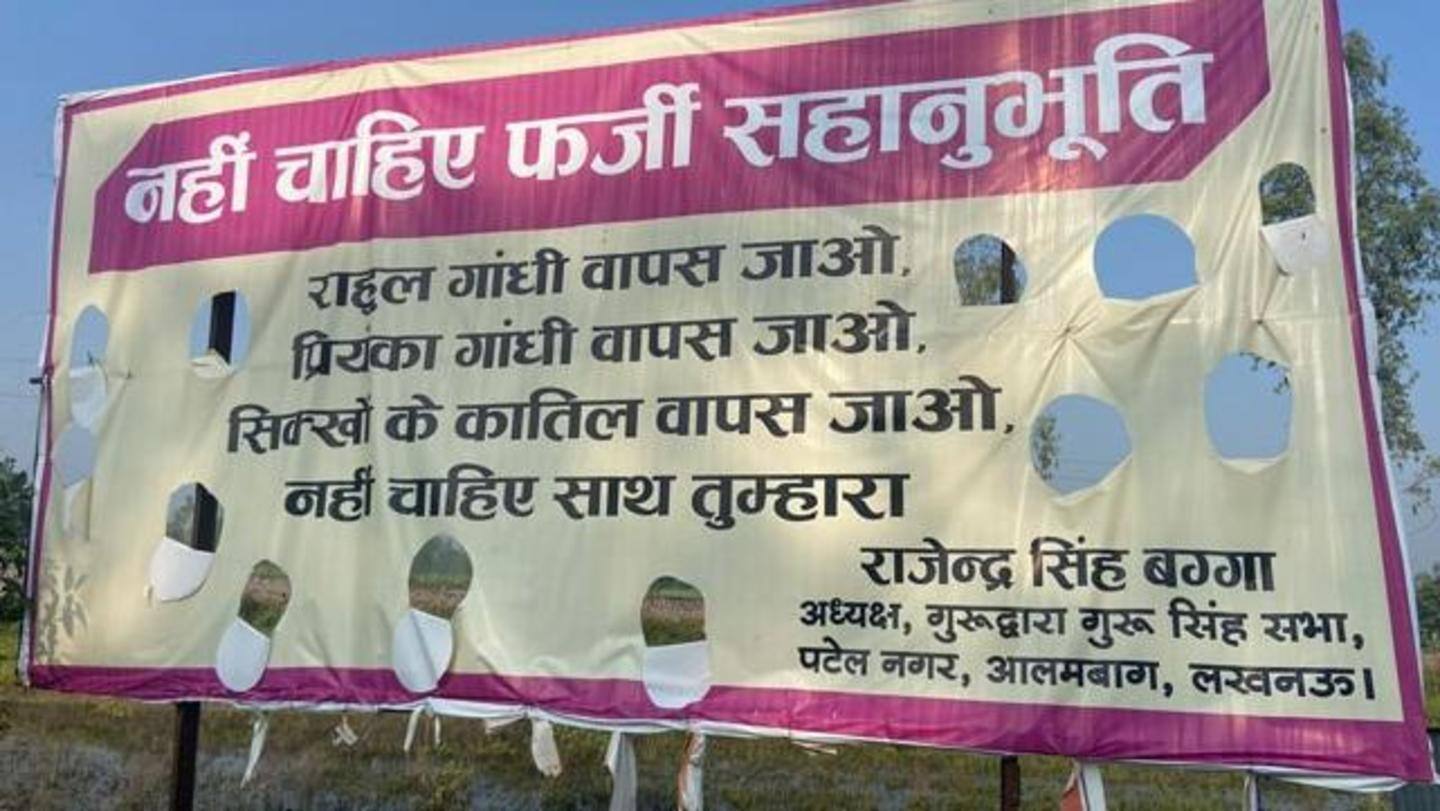 नहीं चाहिए फर्जी सहानुभूति
राहुल गांधी वापस जाओ,
प्रियंका गांधी वापस जाओ,
सिक्खों के कातिल वापस जाओ,
नहीं चाहिए साथ तुम्हारा
राजेन्द्र सिंह बग्गा
अध्यक्ष, गुरूद्वारा गुरू सिंह सभा,
पटेल नगर, आलमबाग, लखनऊ।